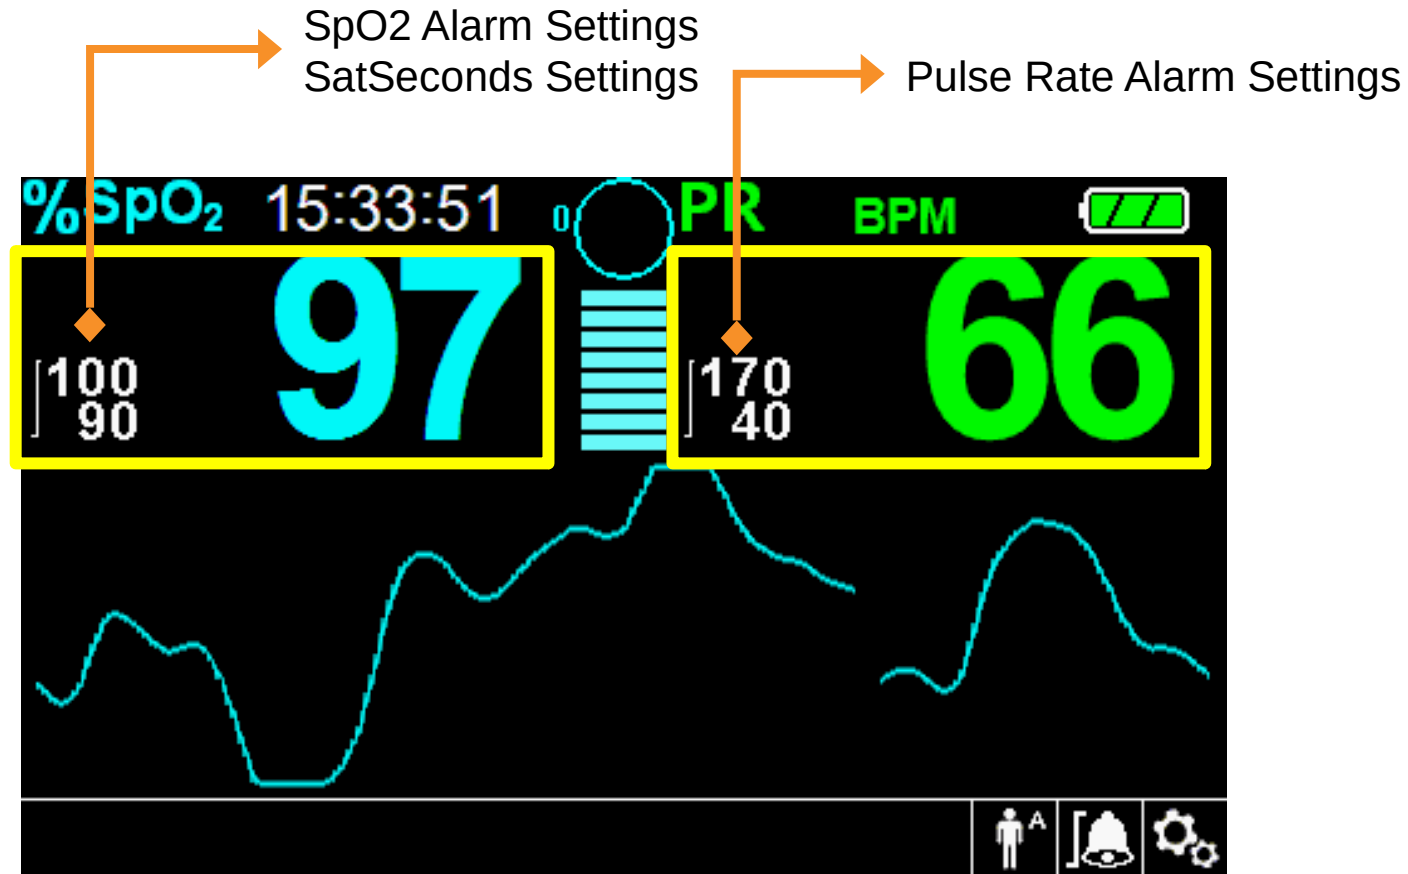 SpO2 Alarm Settings
SatSeconds Settings
Pulse Rate Alarm Settings
%SpO₂ 15:33:51 0 PR BPM
97
100
90
66
170
40
A